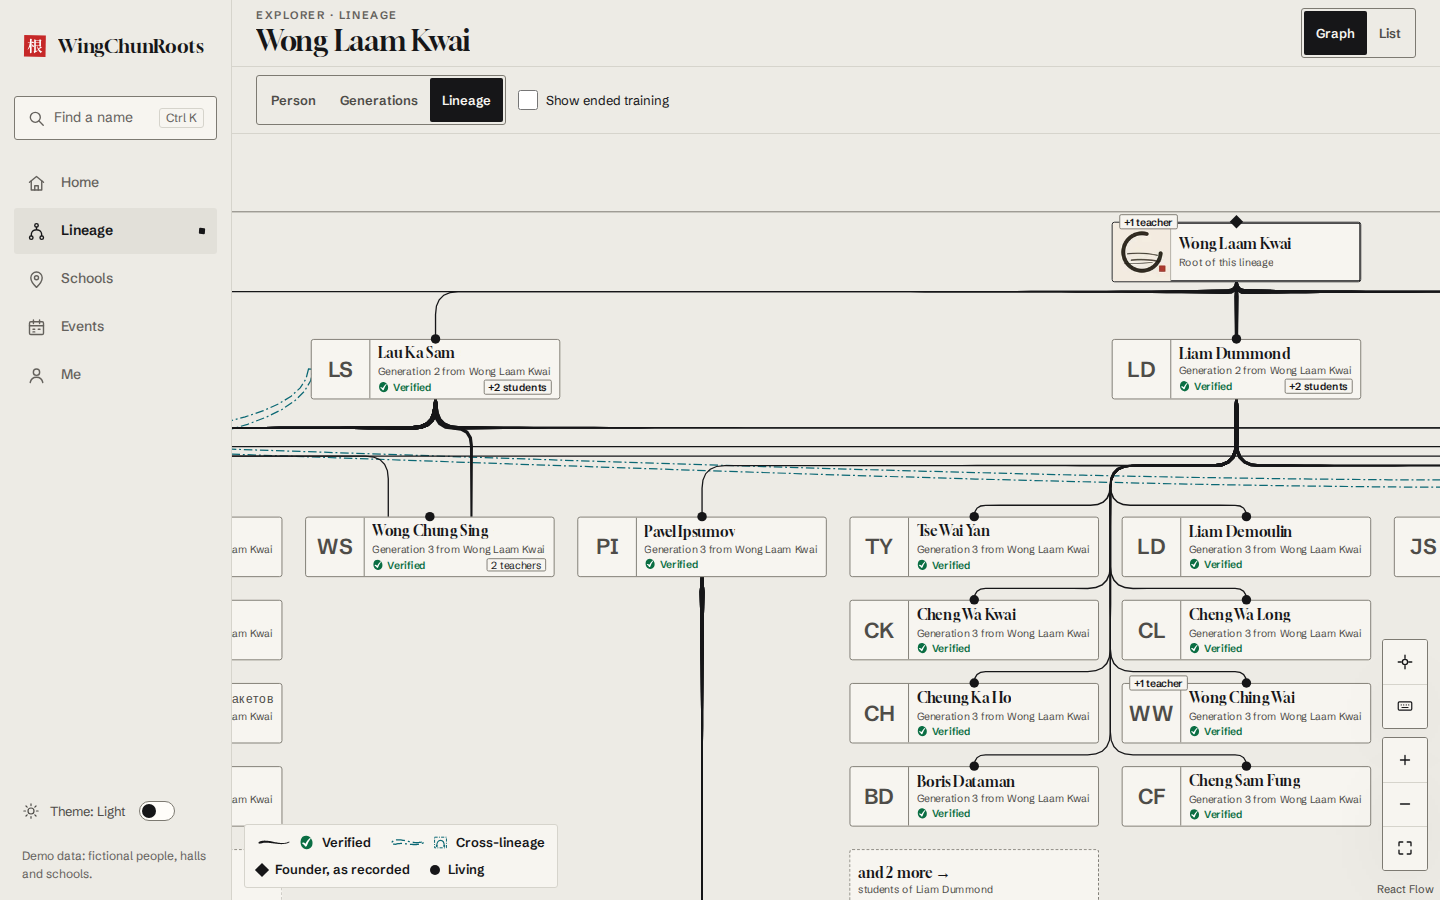 根 WingChunRoots
Find a name Ctrl K
Home
Lineage
Schools
Events
Me
Theme: Light
Demo data: fictional people, halls
and schools.
EXPLORER · LINEAGE
Wong Laam Kwai
Graph List
Person Generations Lineage Show ended training
+1 teacher
Wong Laam Kwai
Root of this lineage
LS
Lau Ka Sam
Generation 2 from Wong Laam Kwai
Verified +2 students
LD
Liam Dummond
Generation 2 from Wong Laam Kwai
Verified +2 students
am Kwai
WS
Wong Chung Sing
Generation 3 from Wong Laam Kwai
Verified 2 teachers
PI
Pavel Ipsumov
Generation 3 from Wong Laam Kwai
Verified
TY
Tse Wai Yan
Generation 3 from Wong Laam Kwai
Verified
LD
Liam Demoulin
Generation 3 from Wong Laam Kwai
Verified
JS
am Kwai
CK
Cheng Wa Kwai
Generation 3 from Wong Laam Kwai
Verified
CL
Cheng Wa Long
Generation 3 from Wong Laam Kwai
Verified
акетов
am Kwai
CH
Cheung Ka Ho
Generation 3 from Wong Laam Kwai
Verified
+1 teacher
WW
Wong Ching Wai
Generation 3 from Wong Laam Kwai
Verified
am Kwai
BD
Boris Dataman
Generation 3 from Wong Laam Kwai
Verified
CF
Cheng Sam Fung
Generation 3 from Wong Laam Kwai
Verified
and 2 more →
students of Liam Dummond
Verified Cross-lineage
Founder, as recorded Living
React Flow